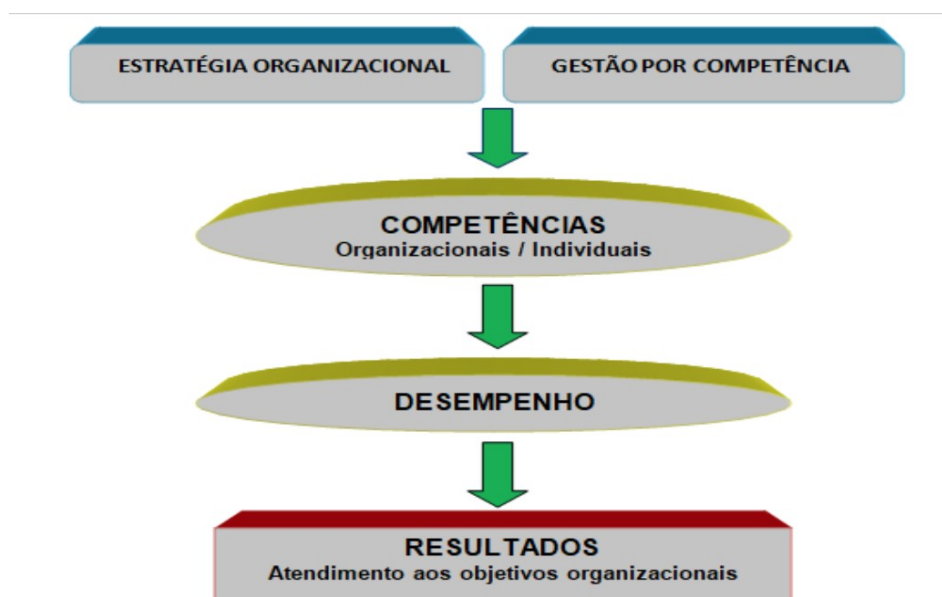 ESTRATÉGIA ORGANIZACIONAL
GESTÃO POR COMPETÊNCIA
COMPETÊNCIAS
Organizacionais / Individuais
DESEMPENHO
RESULTADOS
Atendimento aos objetivos organizacionais